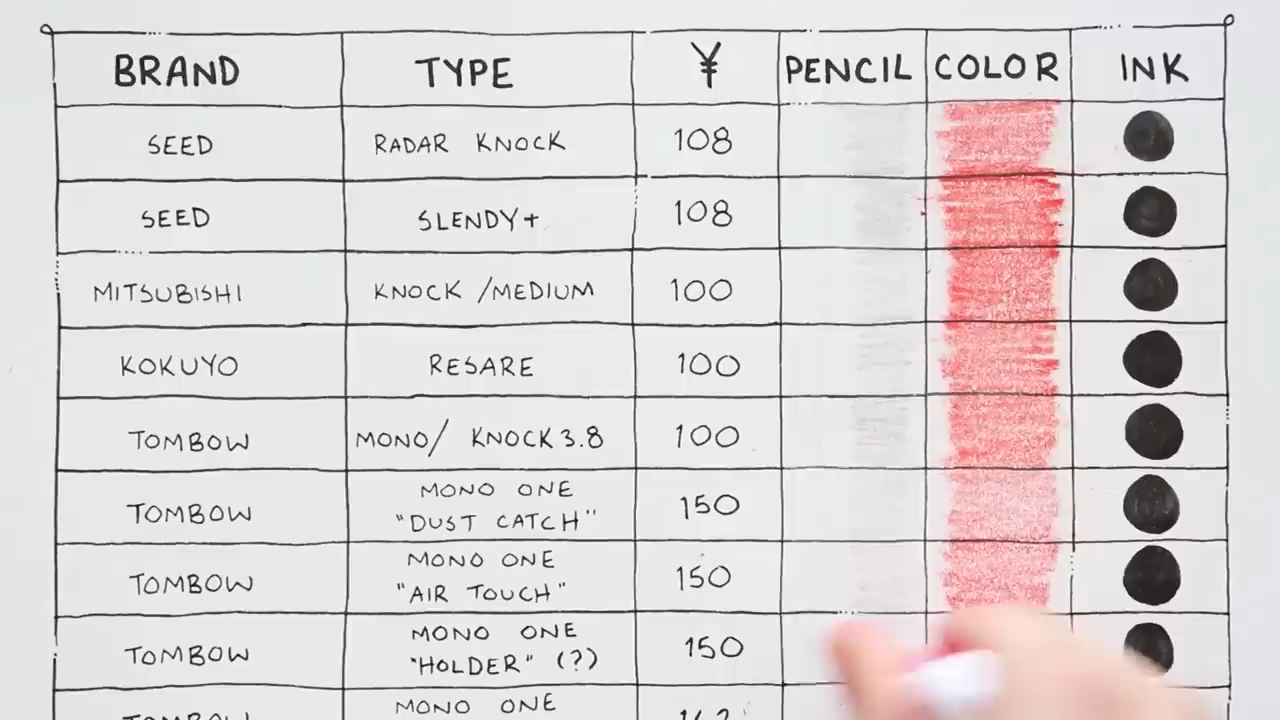 BRAND TYPE ¥ PENCIL COLOR INK
SEED RADAR KNOCK 108
SEED SLENDY+ 108
MITSUBISHI KNOCK /MEDIUM 100
KOKUYO RESARE 100
TOMBOW MONO/ KNOCK 3.8 100
TOMBOW MONO ONE 150
"DUST CATCH"
TOMBOW MONO ONE 150
"AIR TOUCH"
TOMBOW MONO ONE 150
"HOLDER" (?)
TOMBOW MONO ONE